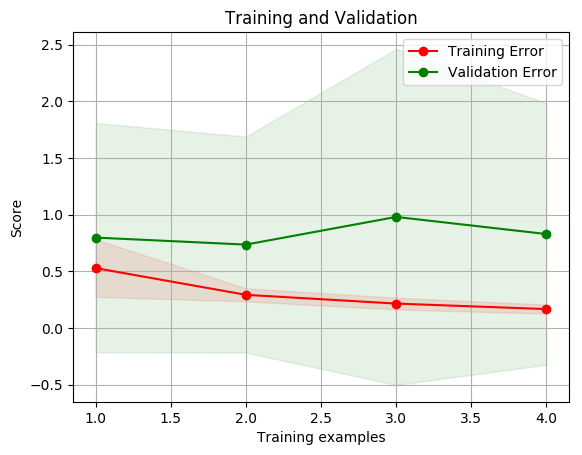 Training and Validation
Training Error
Validation Error
2.5
2.0
1.5
1.0
0.5
0.0
−0.5
Score
1.0 1.5 2.0 2.5 3.0 3.5 4.0
Training examples